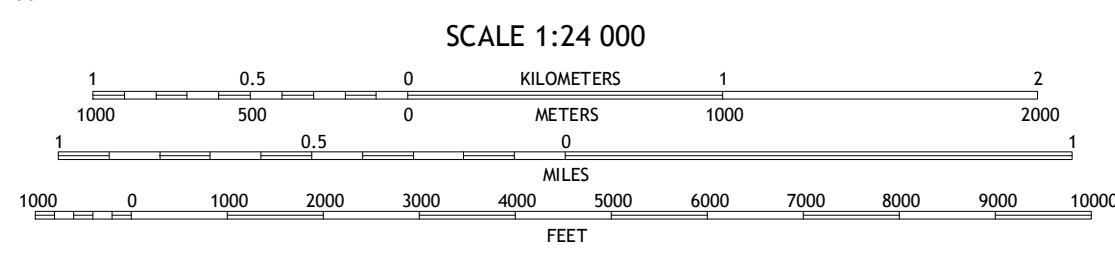 SCALE 1:24 000
1 0.5 0 KILOMETERS 1 2
1000 500 0 METERS 1000 2000
1 0.5 0 1
MILES
1000 0 1000 2000 3000 4000 5000 6000 7000 8000 9000 10000
FEET